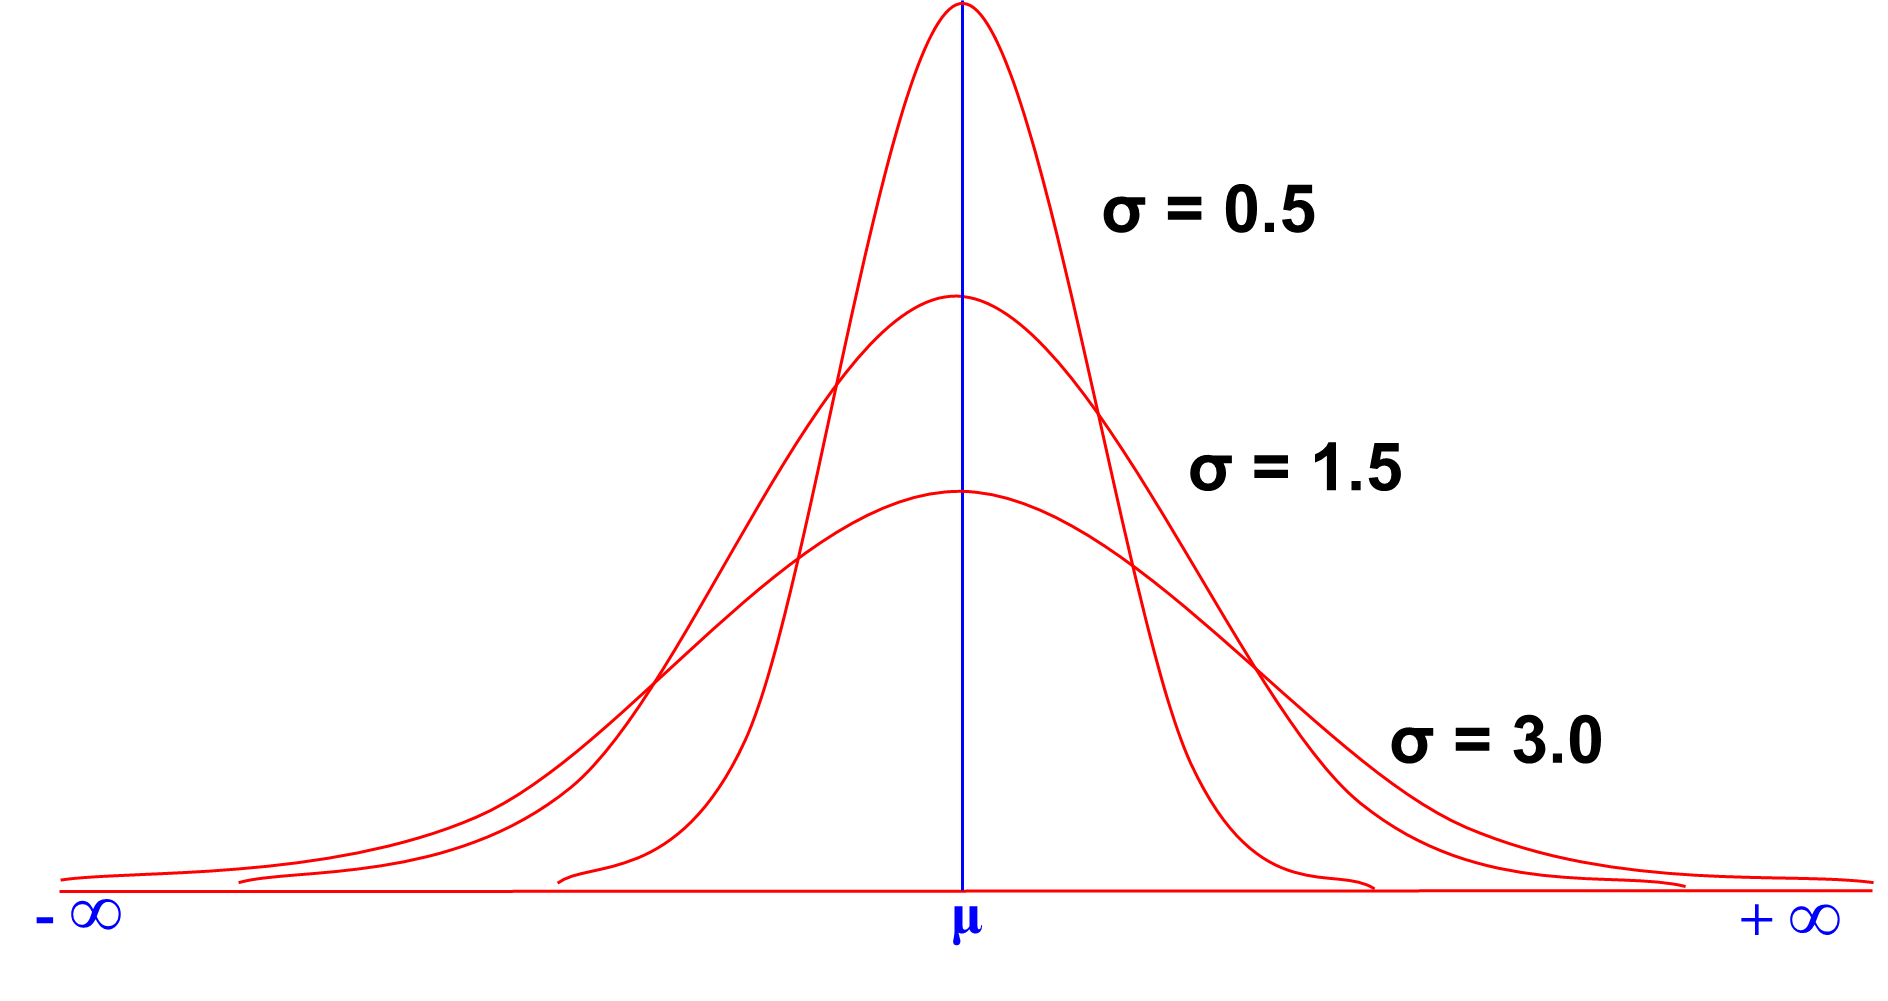 σ = 0.5
σ = 1.5
σ = 3.0
- ∞ μ + ∞